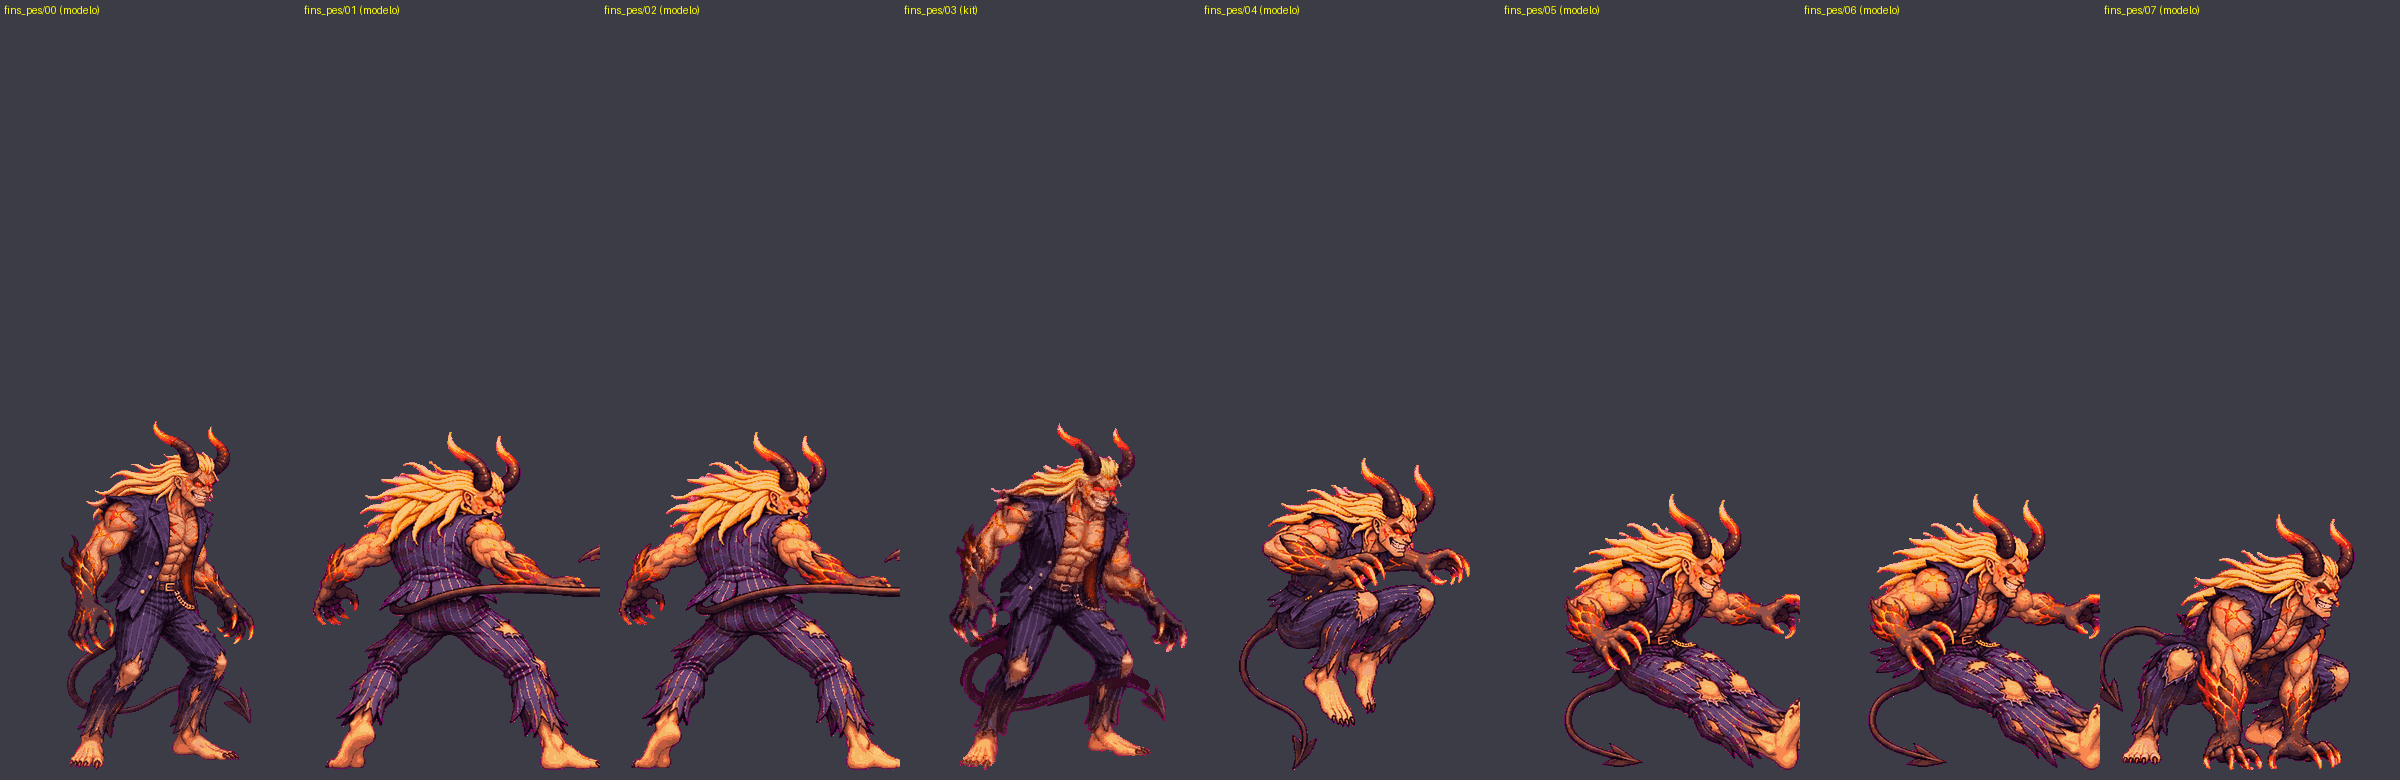 fins_pes/00 (modelo)
fins_pes/01 (modelo)
fins_pes/02 (modelo)
fins_pes/03 (kit)
fins_pes/04 (modelo)
fins_pes/05 (modelo)
fins_pes/06 (modelo)
fins_pes/07 (modelo)